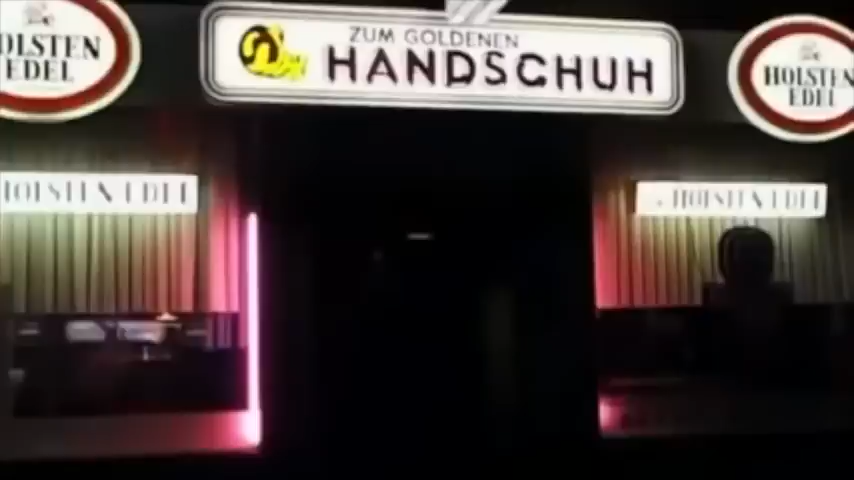 HOLSTEN
EDEL
ZUM GOLDENEN
HANDSCHUH
HOLSTEN
EDEL
HOLSTEN EDEL
HOLSTEN EDEL